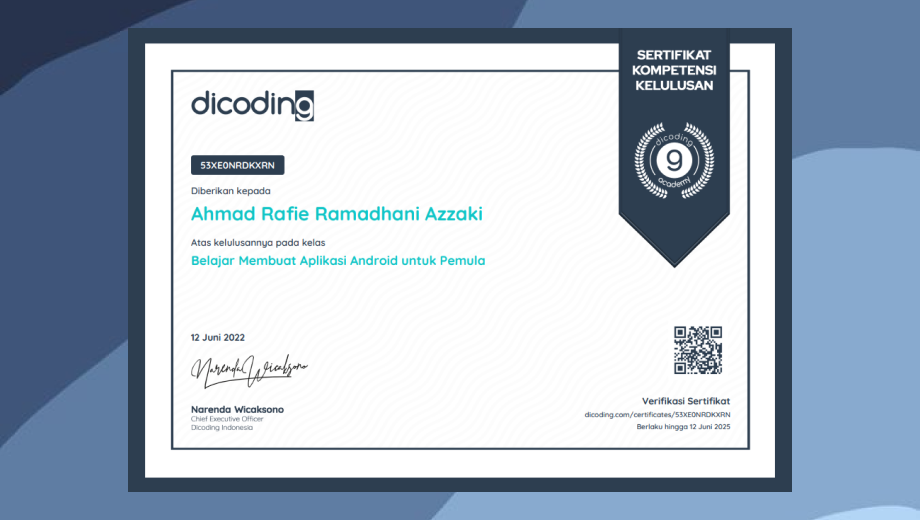 SERTIFIKAT
KOMPETENSI
KELULUSAN
dicoding
dicoding
academy
53XE0NRDKXRN
Diberikan kepada
Ahmad Rafie Ramadhani Azzaki
Atas kelulusannya pada kelas
Belajar Membuat Aplikasi Android untuk Pemula
12 Juni 2022
Narenda Wicaksono
Narenda Wicaksono
Chief Executive Officer
Dicoding Indonesia
Verifikasi Sertifikat
dicoding.com/certificates/53XE0NRDKXRN
Berlaku hingga 12 Juni 2025